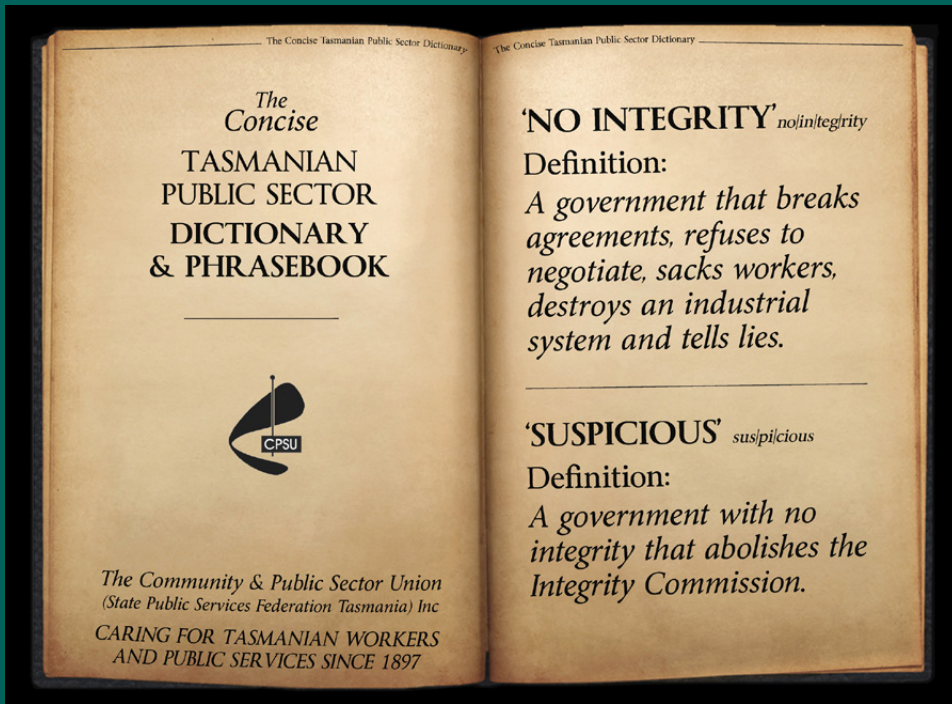 The Concise Tasmanian Public Sector Dictionary
The
Concise
TASMANIAN
PUBLIC SECTOR
DICTIONARY
& PHRASEBOOK
CPSU
The Community & Public Sector Union
(State Public Services Federation Tasmania) Inc
CARING FOR TASMANIAN WORKERS
AND PUBLIC SERVICES SINCE 1897
The Concise Tasmanian Public Sector Dictionary
‘NO INTEGRITY’ no|in|teg|rity
Definition:
A government that breaks
agreements, refuses to
negotiate, sacks workers,
destroys an industrial
system and tells lies.
‘SUSPICIOUS’ sus|pi|cious
Definition:
A government with no
integrity that abolishes the
Integrity Commission.